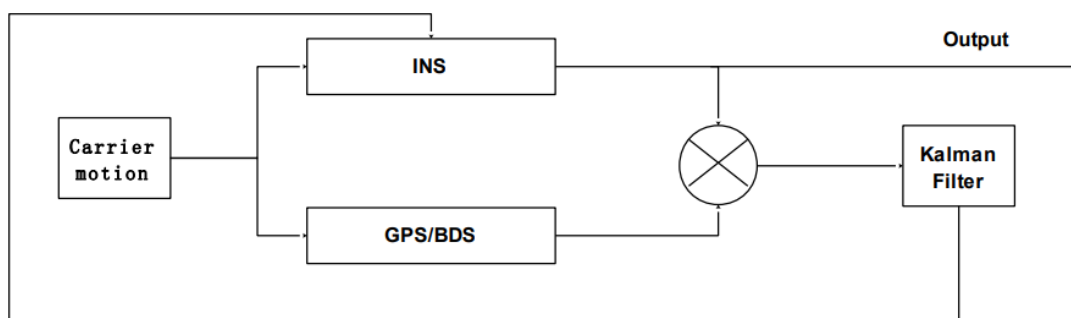 Output
INS
Carrier
motion
Kalman
Filter
GPS/BDS